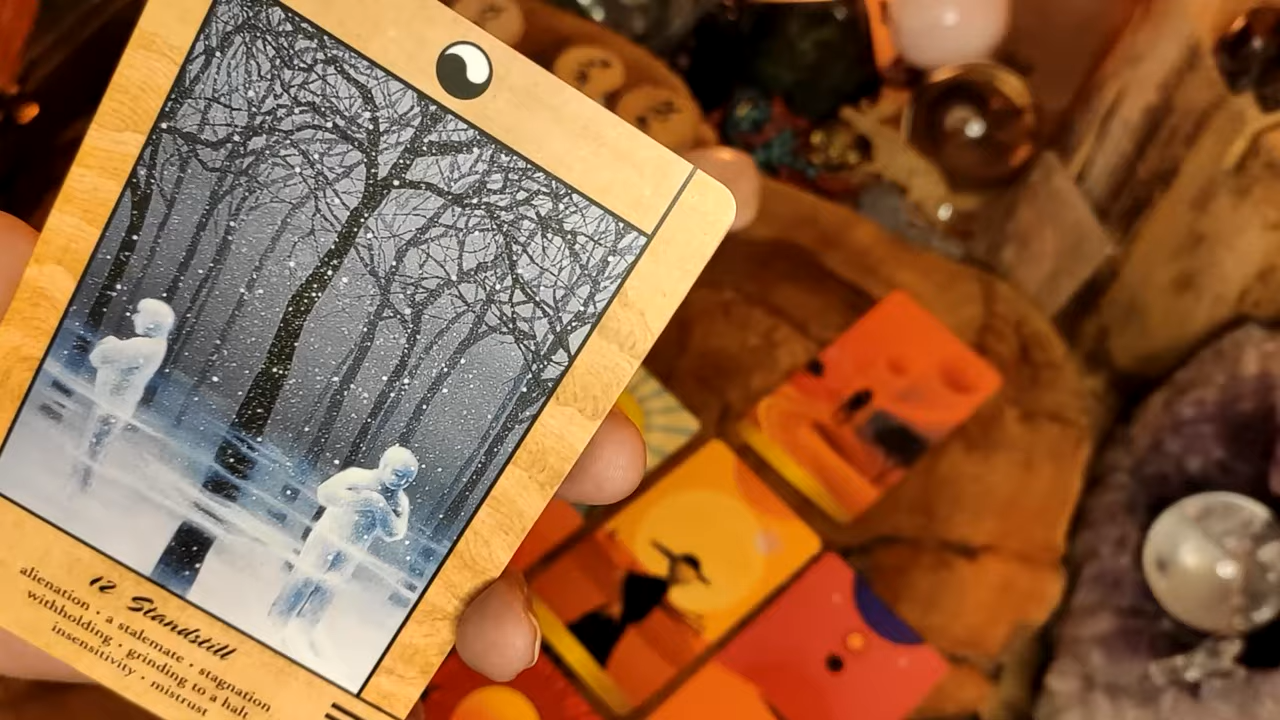 12 Standstill
alienation • a stalemate • stagnation
withholding • grinding to a halt
insensitivity • mistrust